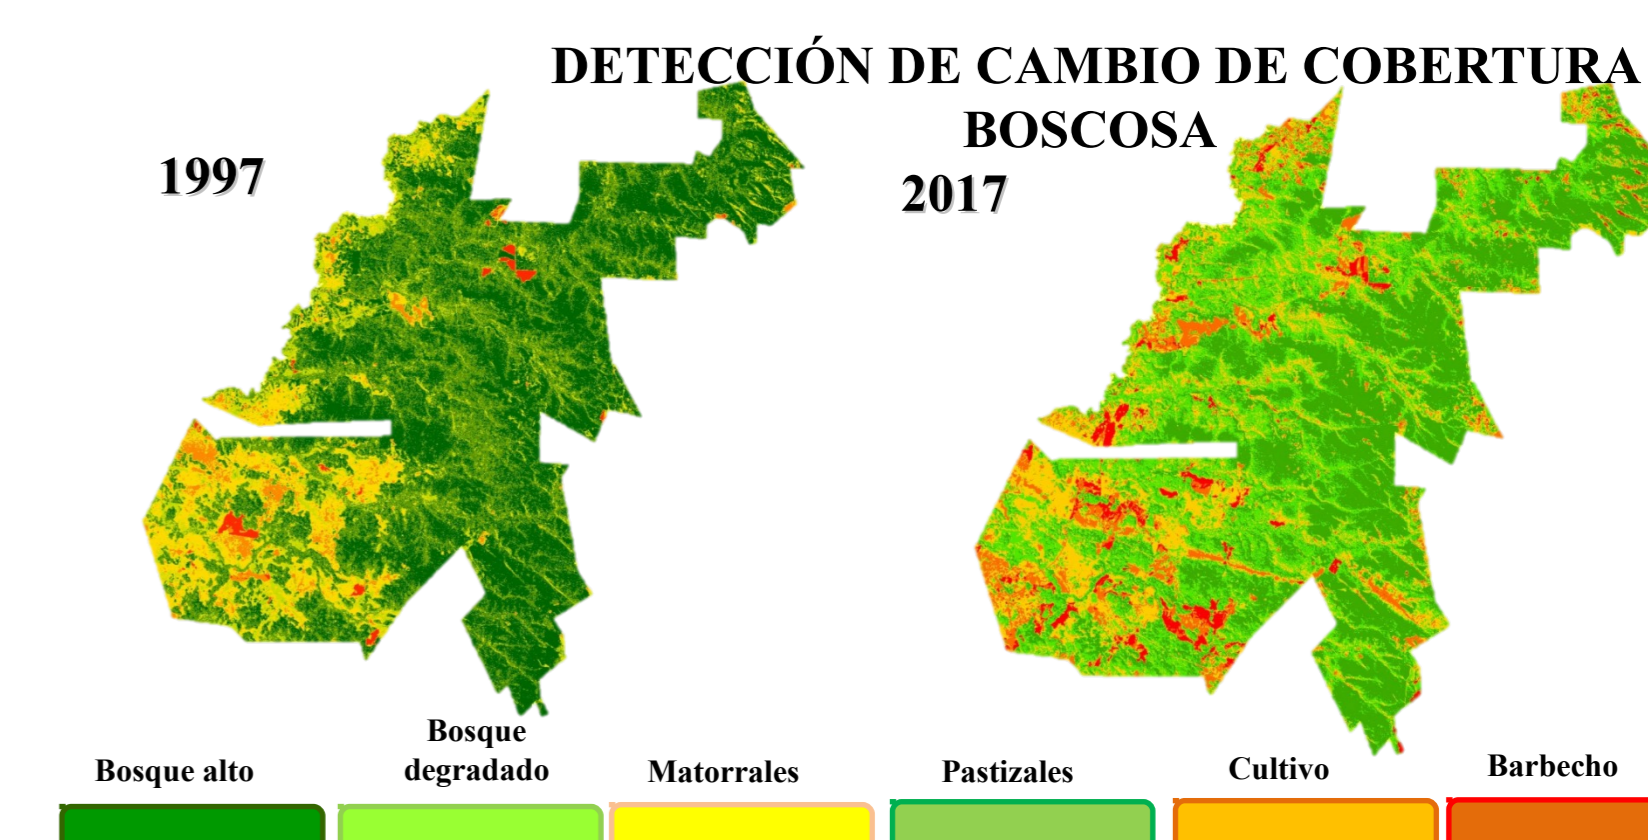 DETECCIÓN DE CAMBIO DE COBERTURA
BOSCOSA
1997
2017
Bosque alto
Bosque
degradado
Matorrales
Pastizales
Cultivo
Barbecho